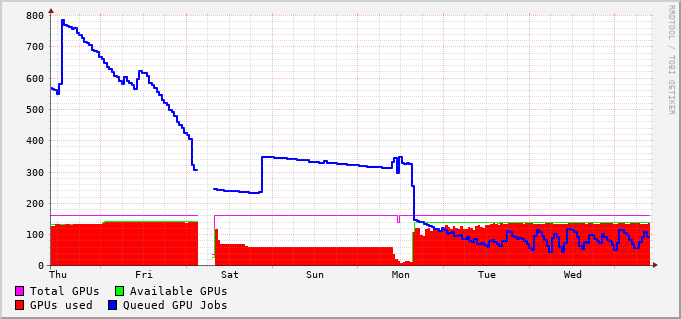 800
700
600
500
400
300
200
100
0
Thu Fri Sat Sun Mon Tue Wed
Total GPUs Available GPUs
GPUs used Queued GPU Jobs
RRDTOOL / TOBI OETIKER